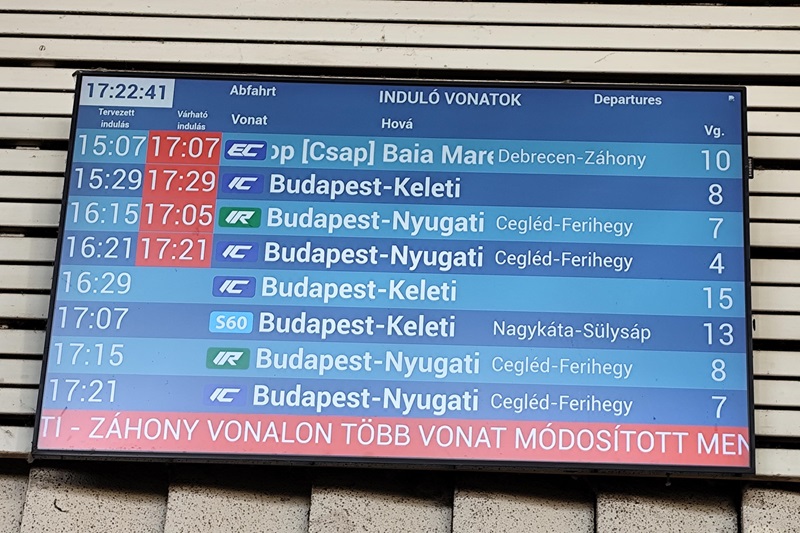 17:22:41 Abfahrt INDULÓ VONATOK Departures
Tervezett indulás Várható indulás Vonat Hová Vg.
15:07 17:07 EC op [Csap] Baia Mare Debrecen-Záhony 10
15:29 17:29 IC Budapest-Keleti 8
16:15 17:05 IR Budapest-Nyugati Cegléd-Ferihegy 7
16:21 17:21 IC Budapest-Nyugati Cegléd-Ferihegy 4
16:29 IC Budapest-Keleti 15
17:07 S60 Budapest-Keleti Nagykáta-Sülysáp 13
17:15 IR Budapest-Nyugati Cegléd-Ferihegy 8
17:21 IC Budapest-Nyugati Cegléd-Ferihegy 7
TI - ZÁHONY VONALON TÖBB VONAT MÓDOSÍTOTT MEN